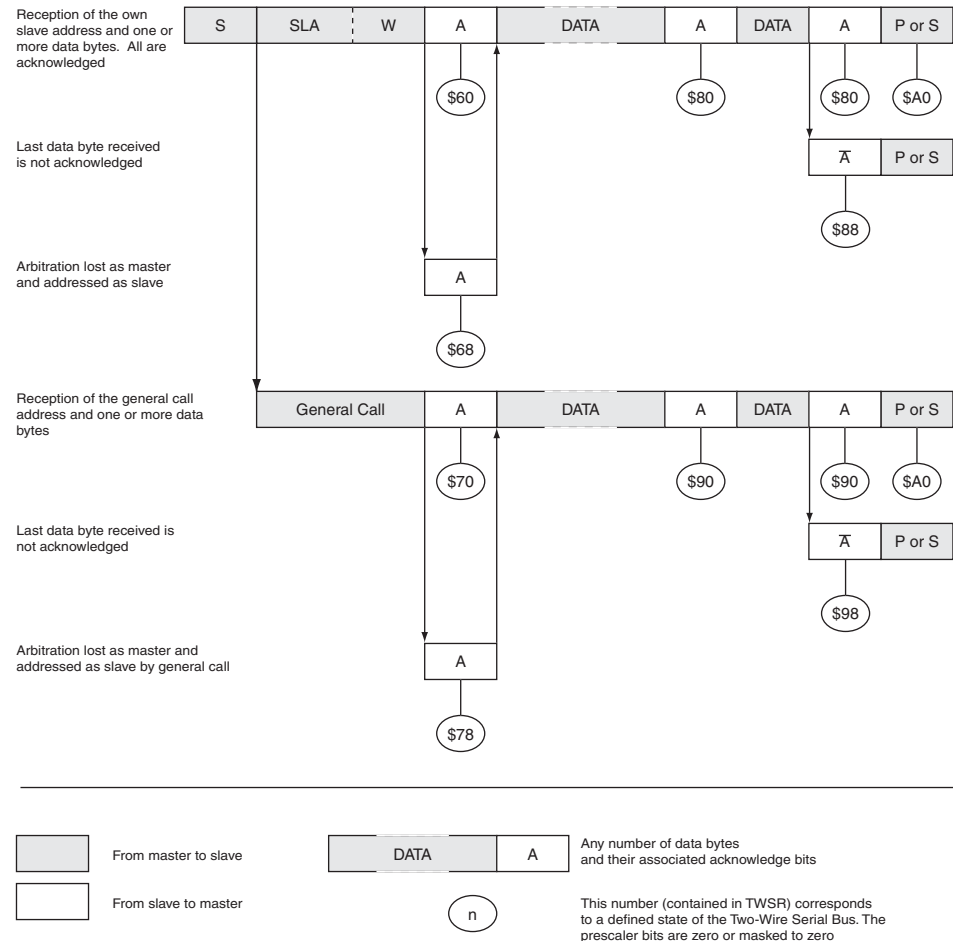 Reception of the own
slave address and one or
more data bytes. All are
acknowledged
S SLA W A DATA A DATA A P or S
$60 $80 $80 $A0
Last data byte received
is not acknowledged
A̅ P or S
$88
Arbitration lost as master
and addressed as slave
A
$68
Reception of the general call
address and one or more data
bytes
General Call A DATA A DATA A P or S
$70 $90 $90 $A0
Last data byte received is
not acknowledged
A̅ P or S
$98
Arbitration lost as master and
addressed as slave by general call
A
$78
From master to slave
DATA A
Any number of data bytes
and their associated acknowledge bits
From slave to master
n
This number (contained in TWSR) corresponds
to a defined state of the Two-Wire Serial Bus. The
prescaler bits are zero or masked to zero